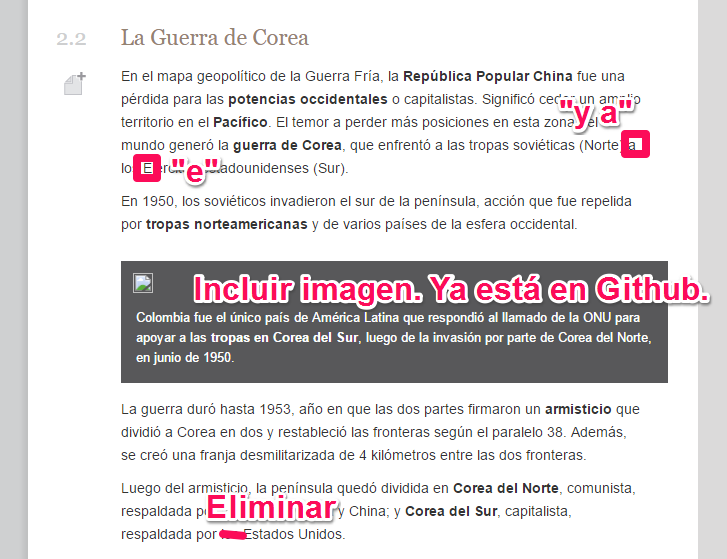 2.2 La Guerra de Corea
En el mapa geopolítico de la Guerra Fría, la República Popular China fue una
pérdida para las potencias occidentales o capitalistas. Significó ceder un amplio
"y a"
territorio en el Pacífico. El temor a perder más posiciones en esta zona del
mundo generó la guerra de Corea, que enfrentó a las tropas soviéticas (Norte) a
los Ejércitos estadounidenses (Sur).
"e"
En 1950, los soviéticos invadieron el sur de la península, acción que fue repelida
por tropas norteamericanas y de varios países de la esfera occidental.
Incluir imagen. Ya está en Github.
Colombia fue el único país de América Latina que respondió al llamado de la ONU para
apoyar a las tropas en Corea del Sur, luego de la invasión por parte de Corea del Norte,
en junio de 1950.
La guerra duró hasta 1953, año en que las dos partes firmaron un armisticio que
dividió a Corea en dos y restableció las fronteras según el paralelo 38. Además,
se creó una franja desmilitarizada de 4 kilómetros entre las dos fronteras.
Luego del armisticio, la península quedó dividida en Corea del Norte, comunista,
Eliminar
respaldada y China; y Corea del Sur, capitalista,
respaldada por Estados Unidos.